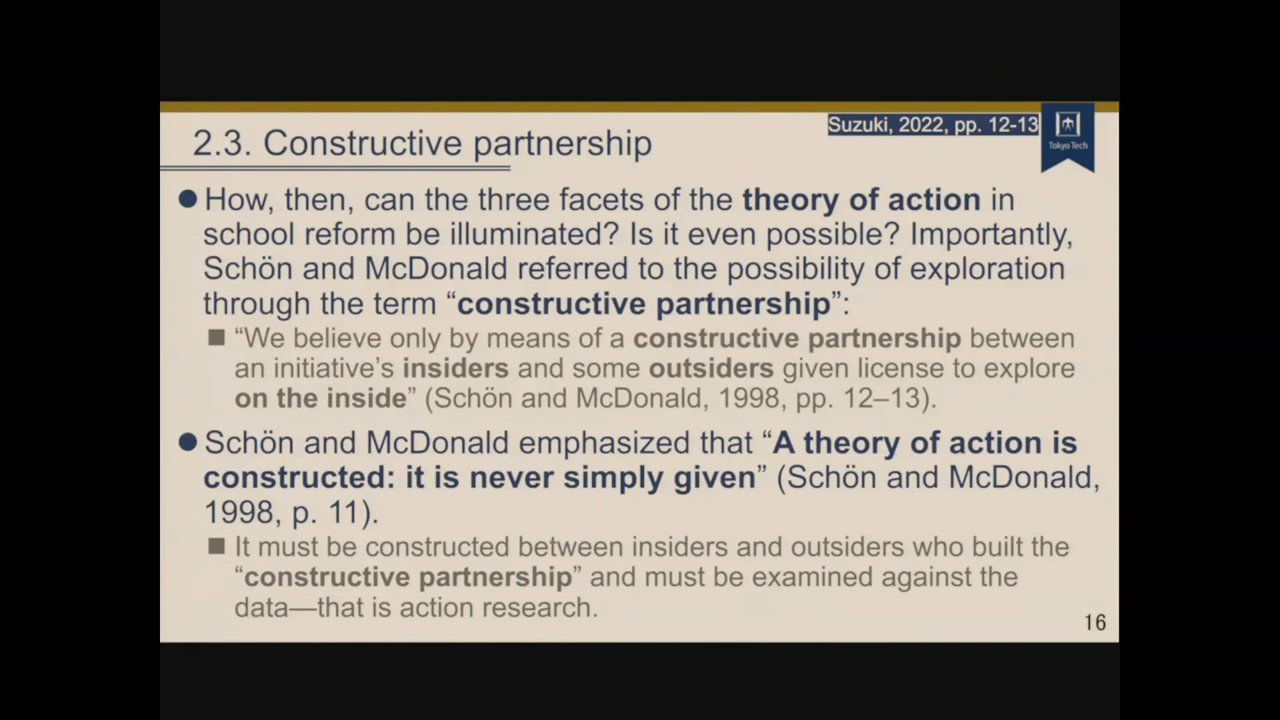 Suzuki, 2022, pp. 12-13
Tokyo Tech
2.3. Constructive partnership
How, then, can the three facets of the theory of action in
school reform be illuminated? Is it even possible? Importantly,
Schön and McDonald referred to the possibility of exploration
through the term “constructive partnership”:
“We believe only by means of a constructive partnership between
an initiative’s insiders and some outsiders given license to explore
on the inside” (Schön and McDonald, 1998, pp. 12–13).
Schön and McDonald emphasized that “A theory of action is
constructed: it is never simply given” (Schön and McDonald,
1998, p. 11).
It must be constructed between insiders and outsiders who built the
“constructive partnership” and must be examined against the
data—that is action research.
16